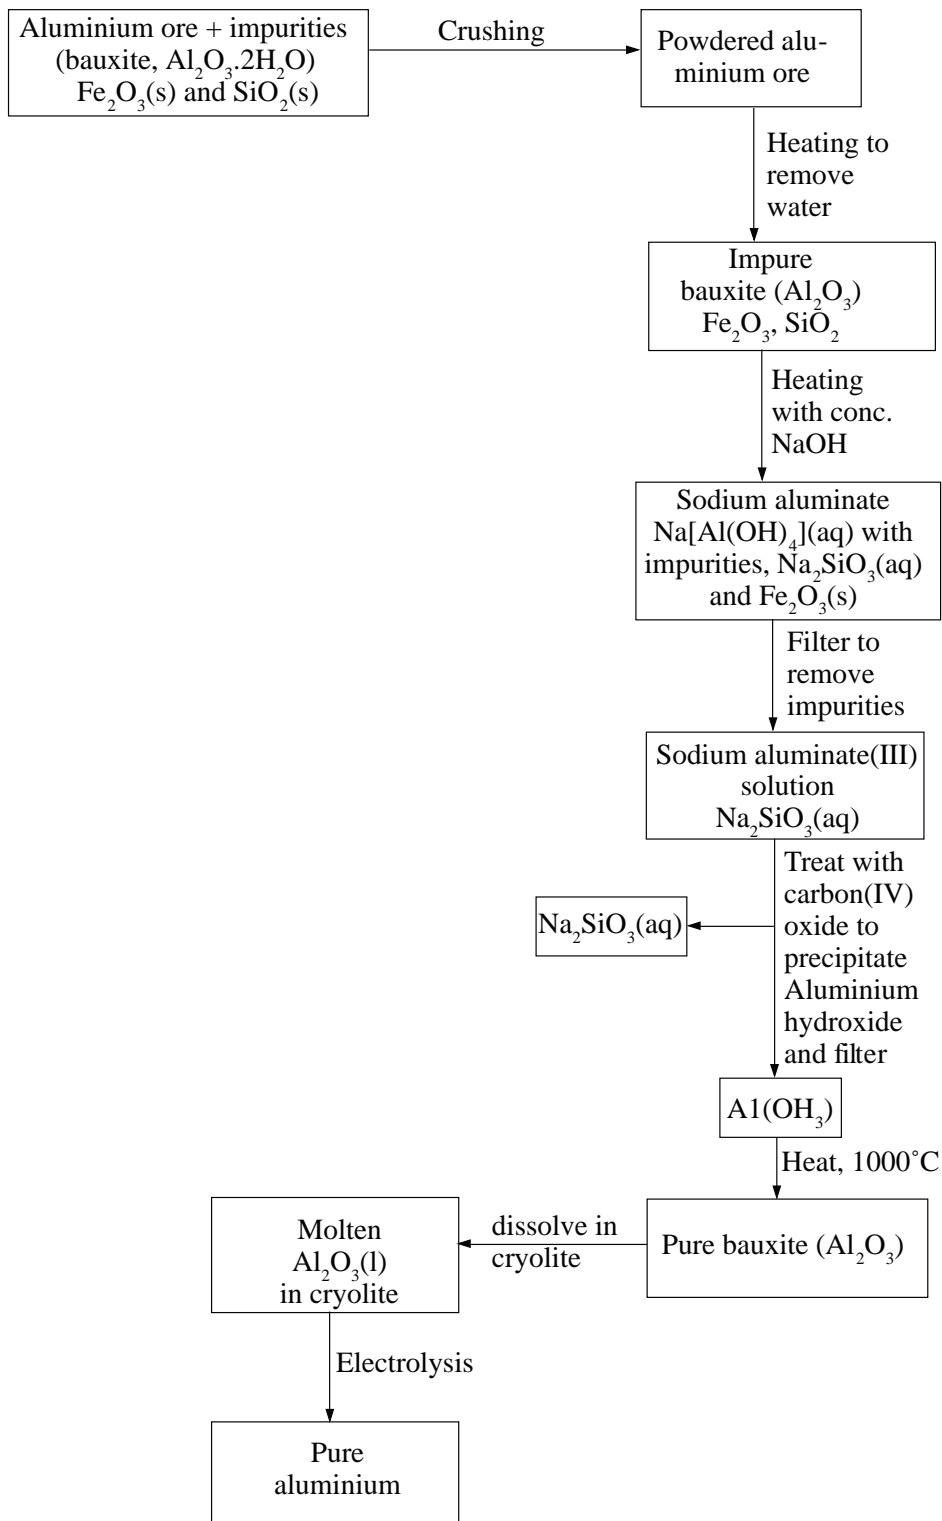 Aluminium ore + impurities
(bauxite, Al₂O₃.2H₂O)
Fe₂O₃(s) and SiO₂(s)
Crushing
Powdered alu-
minium ore
Heating to
remove
water
Impure
bauxite (Al₂O₃)
Fe₂O₃, SiO₂
Heating
with conc.
NaOH
Sodium aluminate
Na[Al(OH)₄](aq) with
impurities, Na₂SiO₃(aq)
and Fe₂O₃(s)
Filter to
remove
impurities
Sodium aluminate(III)
solution
Na₂SiO₃(aq)
Treat with
carbon(IV)
oxide to
precipitate
Aluminium
hydroxide
and filter
Na₂SiO₃(aq)
A1(OH₃)
Heat, 1000˚C
Pure bauxite (Al₂O₃)
dissolve in
cryolite
Molten
Al₂O₃(l)
in cryolite
Electrolysis
Pure
aluminium